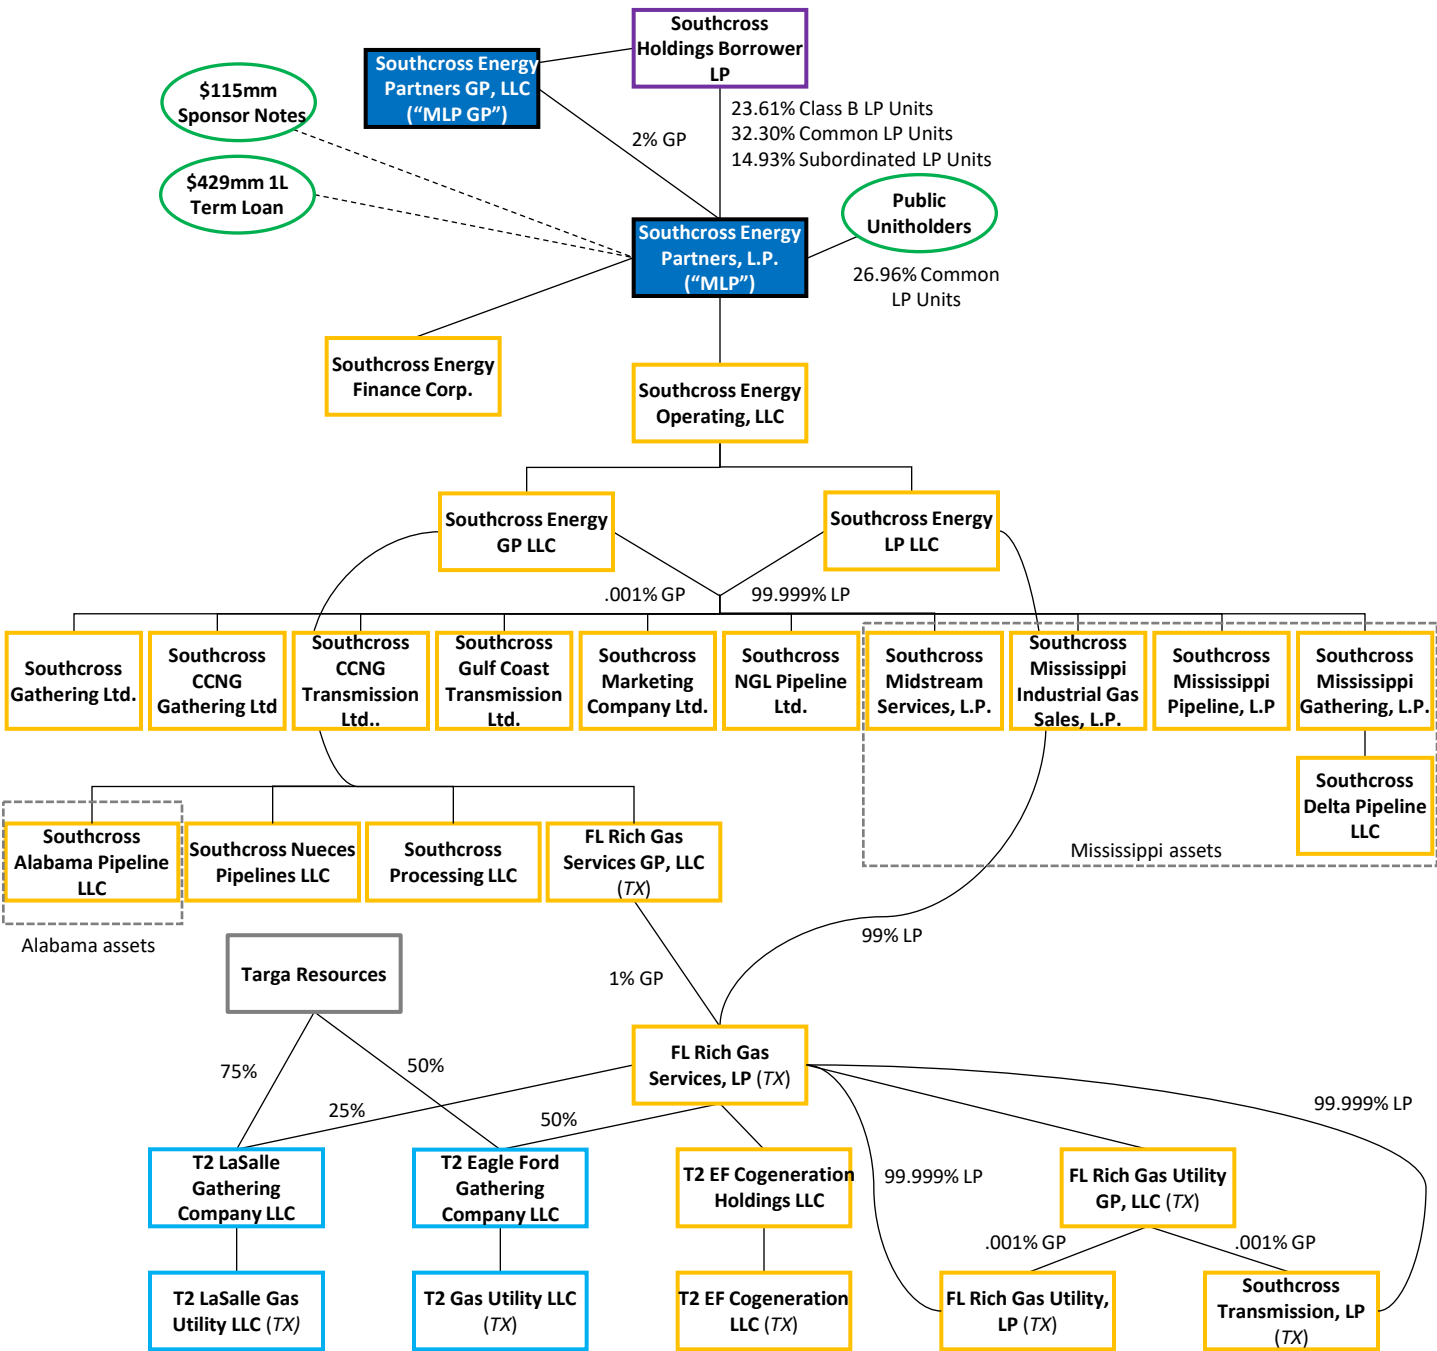 Southcross
Holdings Borrower
LP
Southcross Energy
Partners GP, LLC
(“MLP GP”)
$115mm
Sponsor Notes
23.61% Class B LP Units
32.30% Common LP Units
14.93% Subordinated LP Units
2% GP
$429mm 1L
Term Loan
Public
Unitholders
Southcross Energy
Partners, L.P.
(“MLP”)
26.96% Common
LP Units
Southcross Energy
Finance Corp.
Southcross Energy
Operating, LLC
Southcross Energy
GP LLC
Southcross Energy
LP LLC
.001% GP
99.999% LP
Southcross
Gathering Ltd.
Southcross
CCNG
Gathering Ltd
Southcross
CCNG
Transmission
Ltd..
Southcross
Gulf Coast
Transmission
Ltd.
Southcross
Marketing
Company Ltd.
Southcross
NGL Pipeline
Ltd.
Southcross
Midstream
Services, L.P.
Southcross
Mississippi
Industrial Gas
Sales, L.P.
Southcross
Mississippi
Pipeline, L.P
Southcross
Mississippi
Gathering, L.P.
Southcross
Delta Pipeline
LLC
Mississippi assets
Southcross
Alabama Pipeline
LLC
Southcross Nueces
Pipelines LLC
Southcross
Processing LLC
FL Rich Gas
Services GP, LLC
(TX)
Alabama assets
99% LP
Targa Resources
1% GP
FL Rich Gas
Services, LP (TX)
75%
50%
25%
50%
99.999% LP
T2 LaSalle
Gathering
Company LLC
T2 Eagle Ford
Gathering
Company LLC
T2 EF Cogeneration
Holdings LLC
99.999% LP
FL Rich Gas Utility
GP, LLC (TX)
.001% GP
.001% GP
T2 LaSalle Gas
Utility LLC (TX)
T2 Gas Utility LLC
(TX)
T2 EF Cogeneration
LLC (TX)
FL Rich Gas Utility,
LP (TX)
Southcross
Transmission, LP
(TX)